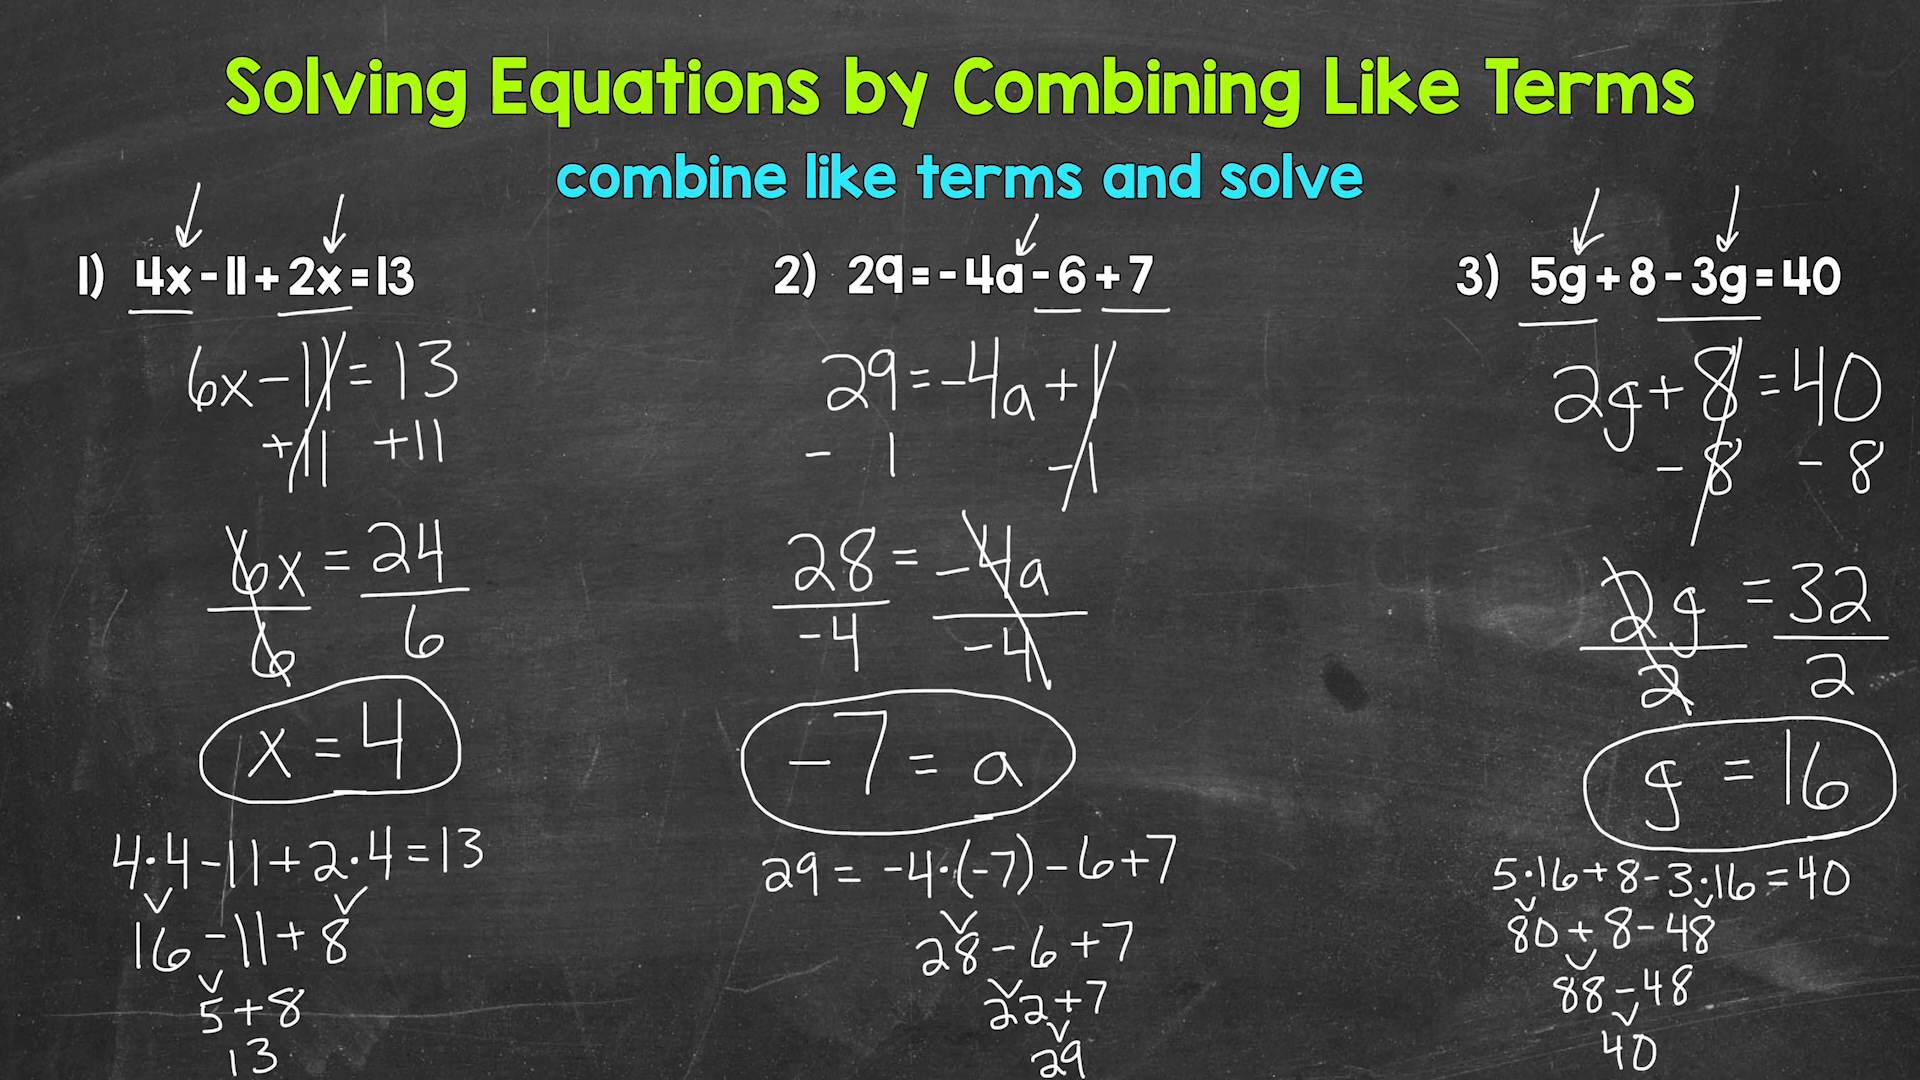 Solving Equations by Combining Like Terms
combine like terms and solve
1) 4x - 11 + 2x = 13
6x - 11 = 13
+11 +11
6x = 24
6 6
x = 4
4·4 - 11 + 2·4 = 13
16 - 11 + 8
5 + 8
13
2) 29 = -4a - 6 + 7
29 = -4a + 1
- 1 - 1
28 = -4a
-4 -4
-7 = a
29 = -4·(-7) - 6 + 7
28 - 6 + 7
22 + 7
29
3) 5g + 8 - 3g = 40
2g + 8 = 40
- 8 - 8
2g = 32
2 2
g = 16
5·16 + 8 - 3·16 = 40
80 + 8 - 48
88 - 48
40